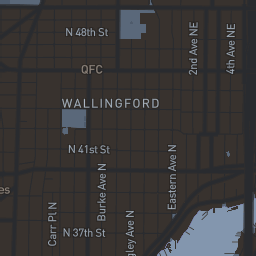 N 48th St
2nd Ave NE
4th Ave NE
QFC
WALLINGFORD
N 41st St
Burke Ave N
Eastern Ave N
Carr Pl N
N 37th St